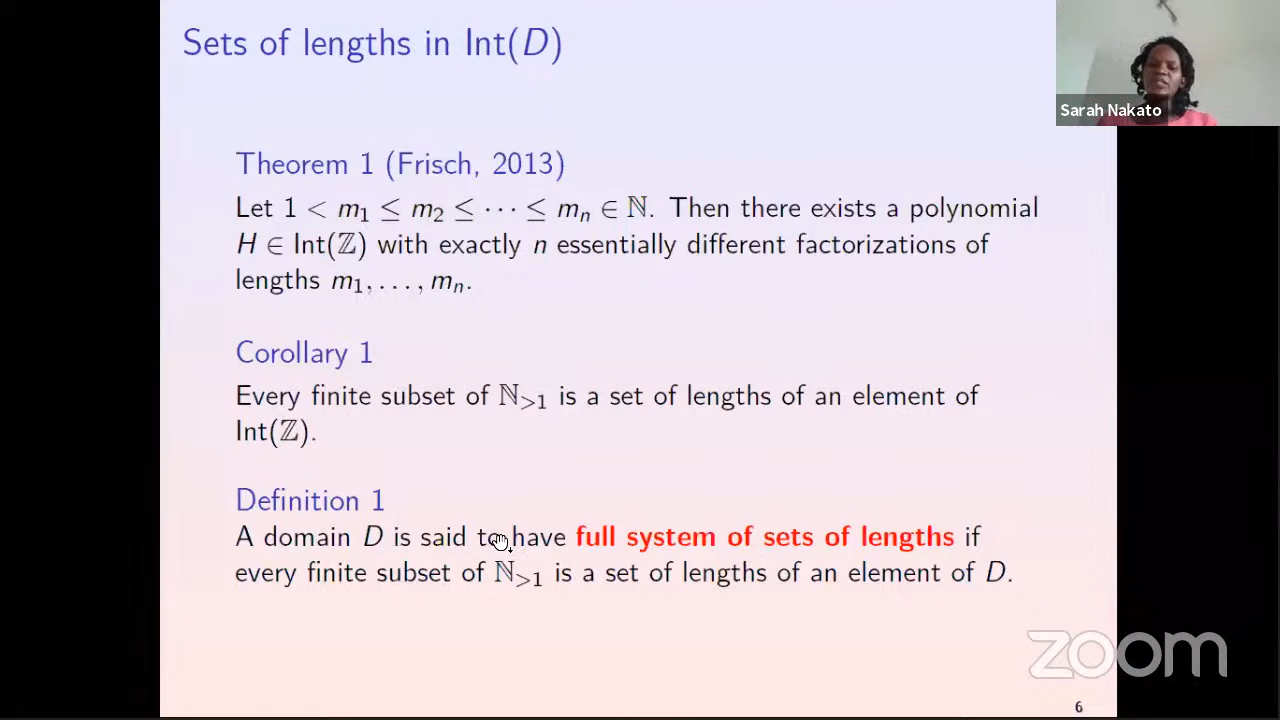 Sets of lengths in Int(D)
Sarah Nakato
Theorem 1 (Frisch, 2013)
Let 1 < m₁ ≤ m₂ ≤ ⋯ ≤ mₙ ∈ ℕ. Then there exists a polynomial
H ∈ Int(ℤ) with exactly n essentially different factorizations of
lengths m₁, . . . , mₙ.
Corollary 1
Every finite subset of ℕ>₁ is a set of lengths of an element of
Int(ℤ).
Definition 1
A domain D is said to have full system of sets of lengths if
every finite subset of ℕ>₁ is a set of lengths of an element of D.
zoom
6